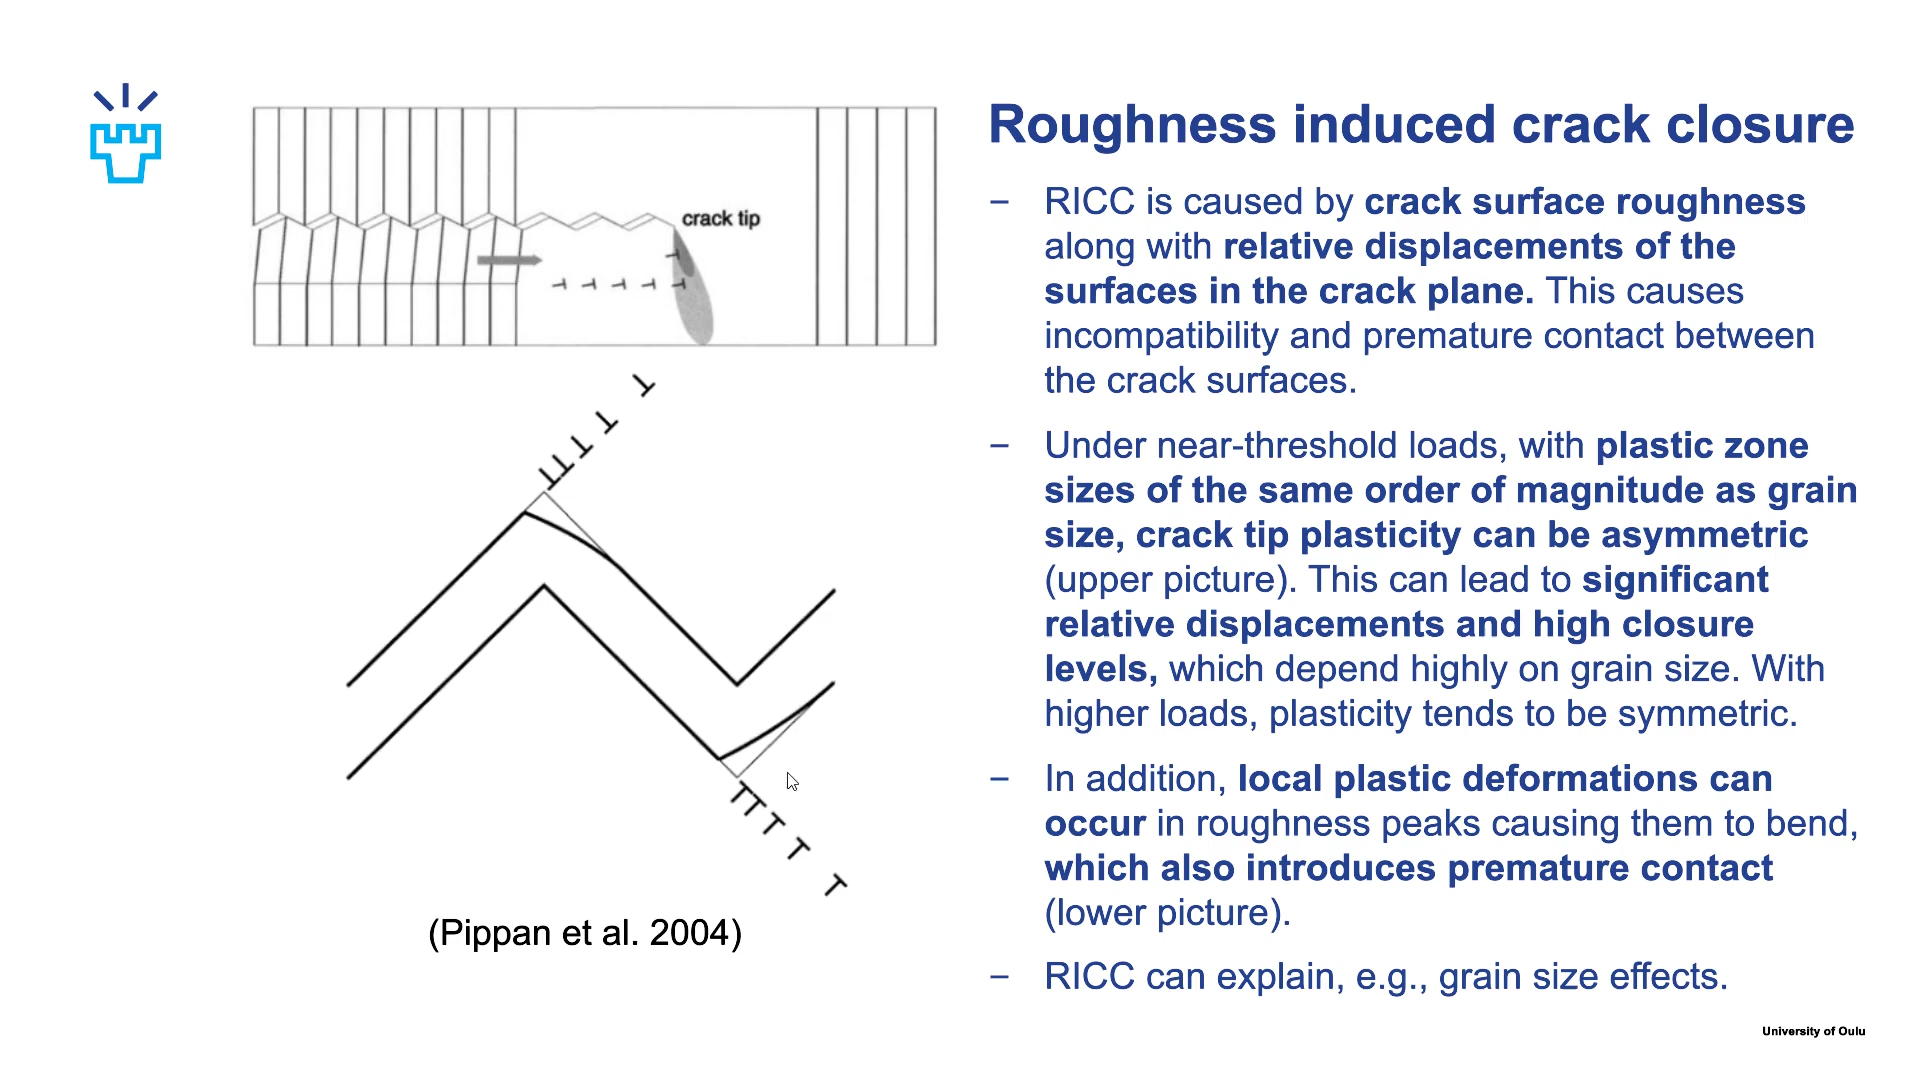 crack tip
(Pippan et al. 2004)
Roughness induced crack closure
– RICC is caused by crack surface roughness
along with relative displacements of the
surfaces in the crack plane. This causes
incompatibility and premature contact between
the crack surfaces.
– Under near-threshold loads, with plastic zone
sizes of the same order of magnitude as grain
size, crack tip plasticity can be asymmetric
(upper picture). This can lead to significant
relative displacements and high closure
levels, which depend highly on grain size. With
higher loads, plasticity tends to be symmetric.
– In addition, local plastic deformations can
occur in roughness peaks causing them to bend,
which also introduces premature contact
(lower picture).
– RICC can explain, e.g., grain size effects.
University of Oulu